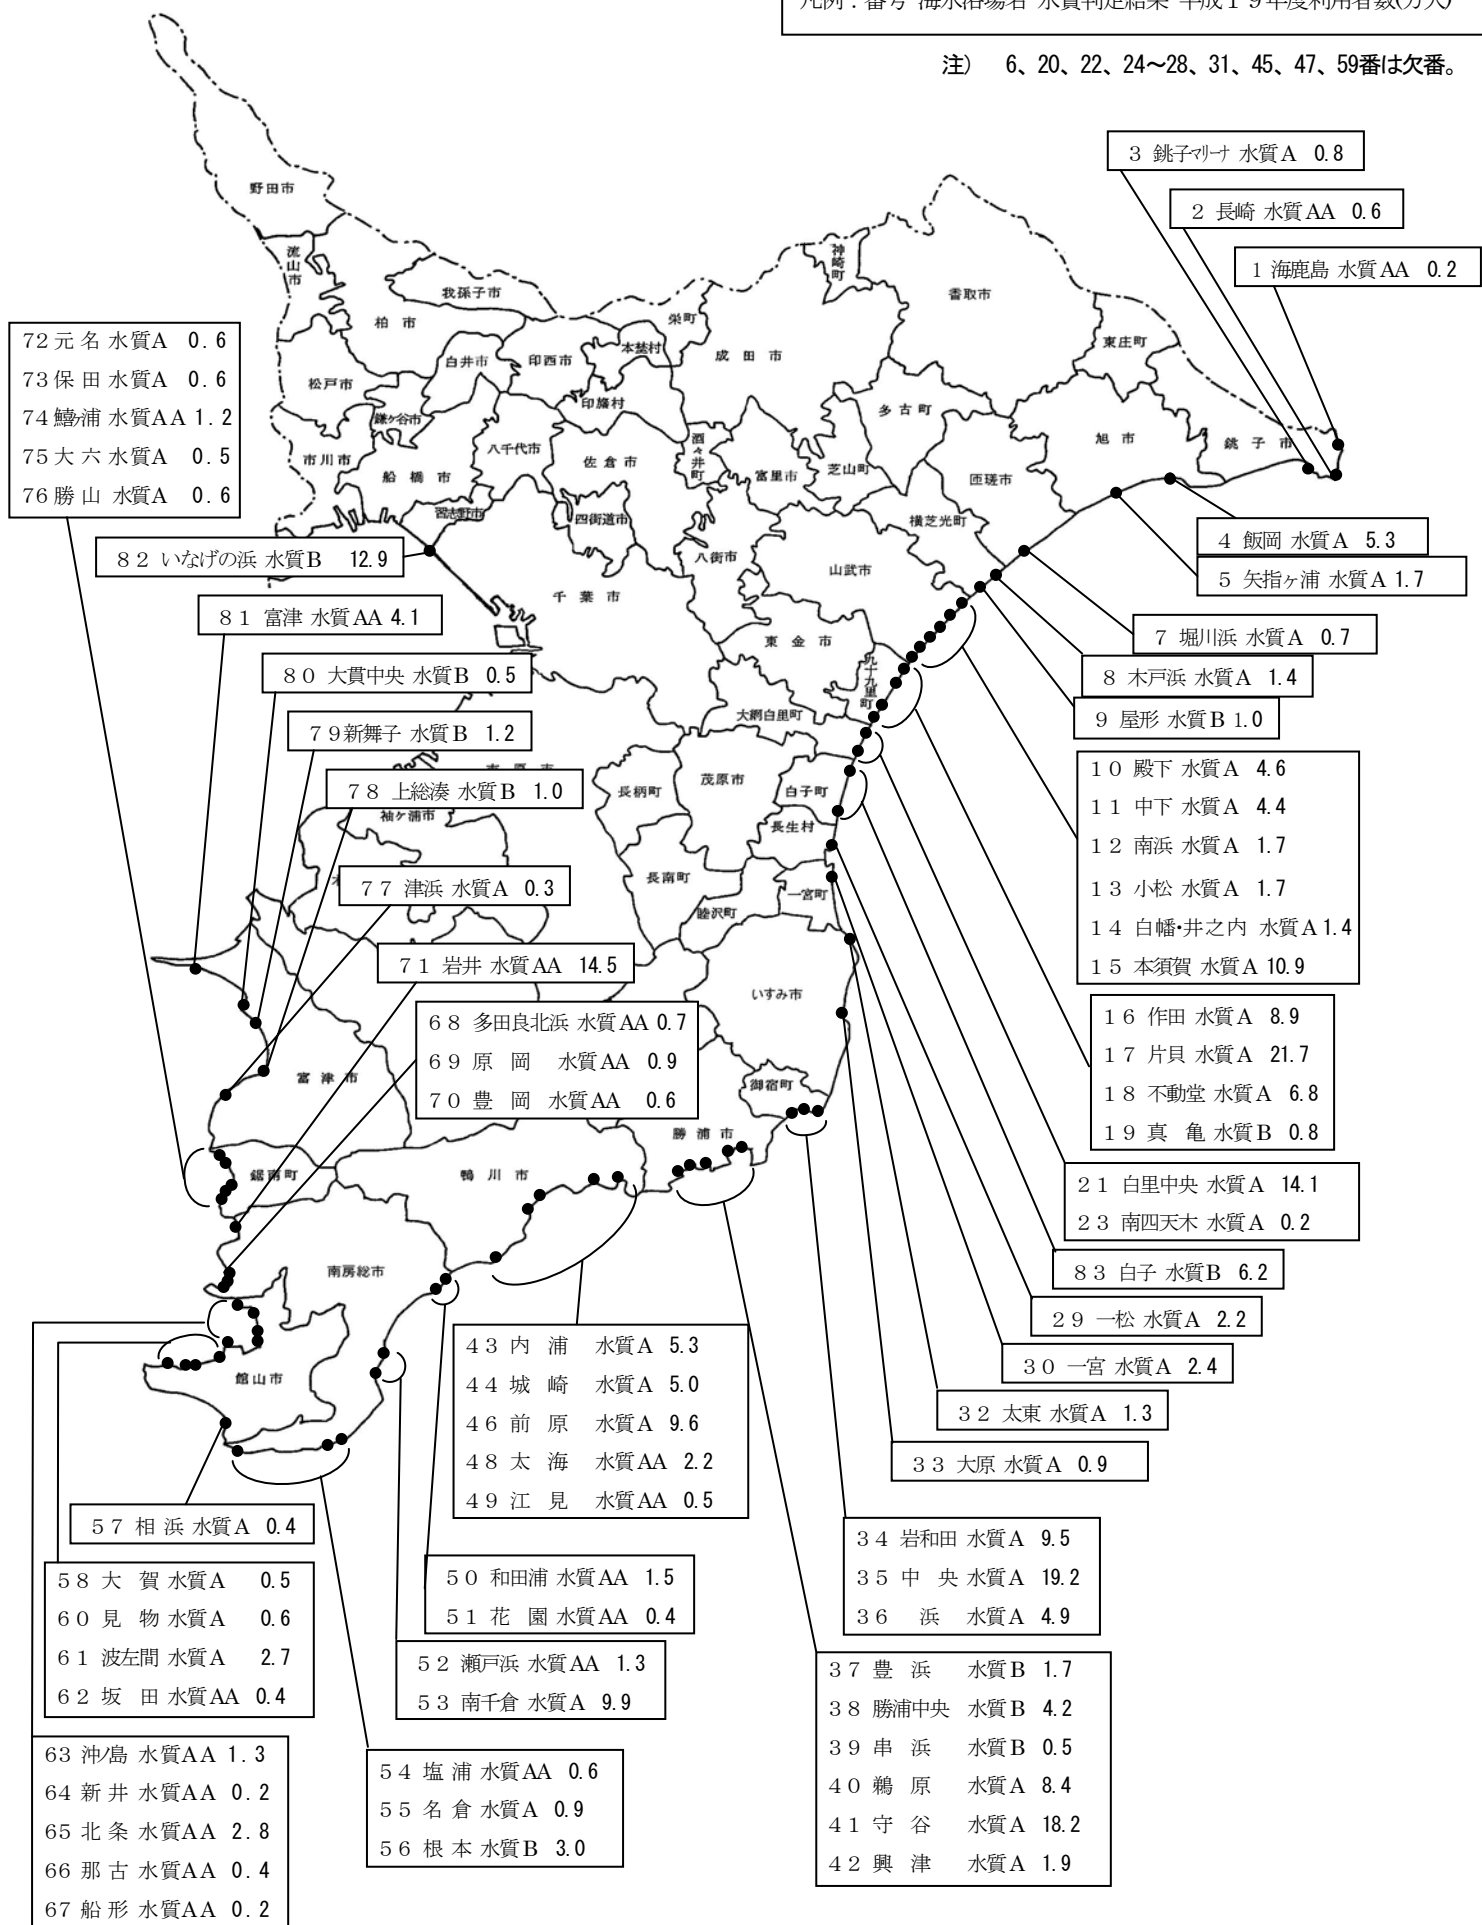 凡例：番号 海水浴場名 水質判定結果 平成１９年度利用者数(万人)
注） 6、20、22、24～28、31、45、47、59番は欠番。
3 銚子マリーナ 水質A 0.8
2 長崎 水質AA 0.6
1 海鹿島 水質AA 0.2
野田市
流山市
我孫子市
柏市
神崎町
香取市
栄町
本埜村
成田市
東庄町
72 元名 水質A 0.6
73 保田 水質A 0.6
74 鱚ヶ浦 水質AA 1.2
75 大六 水質A 0.5
76 勝山 水質A 0.6
白井市
印西市
松戸市
印旛村
鎌ヶ谷市
多古町
旭市
銚子市
市川市
船橋市
八千代市
佐倉市
酒々井町
富里市
芝山町
匝瑳市
習志野市
四街道市
横芝光町
八街市
山武市
82 いなげの浜 水質B 12.9
千葉市
4 飯岡 水質A 5.3
5 矢指ヶ浦 水質A 1.7
81 富津 水質AA 4.1
東金市
7 堀川浜 水質A 0.7
80 大貫中央 水質B 0.5
九十九里町
8 木戸浜 水質A 1.4
79 新舞子 水質B 1.2
大網白里町
9 屋形 水質B 1.0
78 上総湊 水質B 1.0
袖ヶ浦市
長柄町
茂原市
白子町
長生村
10 殿下 水質A 4.6
11 中下 水質A 4.4
12 南浜 水質A 1.7
13 小松 水質A 1.7
14 白幡・井之内 水質A 1.4
15 本須賀 水質A 10.9
77 津浜 水質A 0.3
長南町
一宮町
睦沢町
71 岩井 水質AA 14.5
いすみ市
68 多田良北浜 水質AA 0.7
69 原岡 水質AA 0.9
70 豊岡 水質AA 0.6
16 作田 水質A 8.9
17 片貝 水質A 21.7
18 不動堂 水質A 6.8
19 真亀 水質B 0.8
富津市
御宿町
勝浦市
鋸南町
鴨川市
21 白里中央 水質A 14.1
23 南四天木 水質A 0.2
83 白子 水質B 6.2
南房総市
29 一松 水質A 2.2
30 一宮 水質A 2.4
館山市
32 太東 水質A 1.3
33 大原 水質A 0.9
43 内浦 水質A 5.3
44 城崎 水質A 5.0
46 前原 水質A 9.6
48 太海 水質AA 2.2
49 江見 水質AA 0.5
57 相浜 水質A 0.4
34 岩和田 水質A 9.5
35 中央 水質A 19.2
36 浜 水質A 4.9
58 大賀 水質A 0.5
60 見物 水質A 0.6
61 波左間 水質A 2.7
62 坂田 水質AA 0.4
50 和田浦 水質AA 1.5
51 花園 水質AA 0.4
52 瀬戸浜 水質AA 1.3
53 南千倉 水質A 9.9
37 豊浜 水質B 1.7
38 勝浦中央 水質B 4.2
39 串浜 水質B 0.5
40 鵜原 水質A 8.4
41 守谷 水質A 18.2
42 興津 水質A 1.9
63 沖ノ島 水質AA 1.3
64 新井 水質AA 0.2
65 北条 水質AA 2.8
66 那古 水質AA 0.4
67 船形 水質AA 0.2
54 塩浦 水質AA 0.6
55 名倉 水質A 0.9
56 根本 水質B 3.0